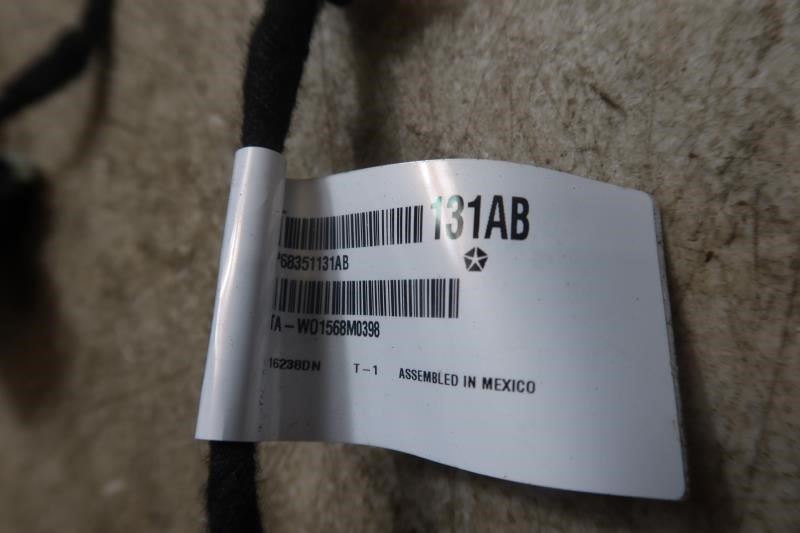 131AB
P68351131AB
TA-W01568M0398
16238DN T-1 ASSEMBLED IN MEXICO